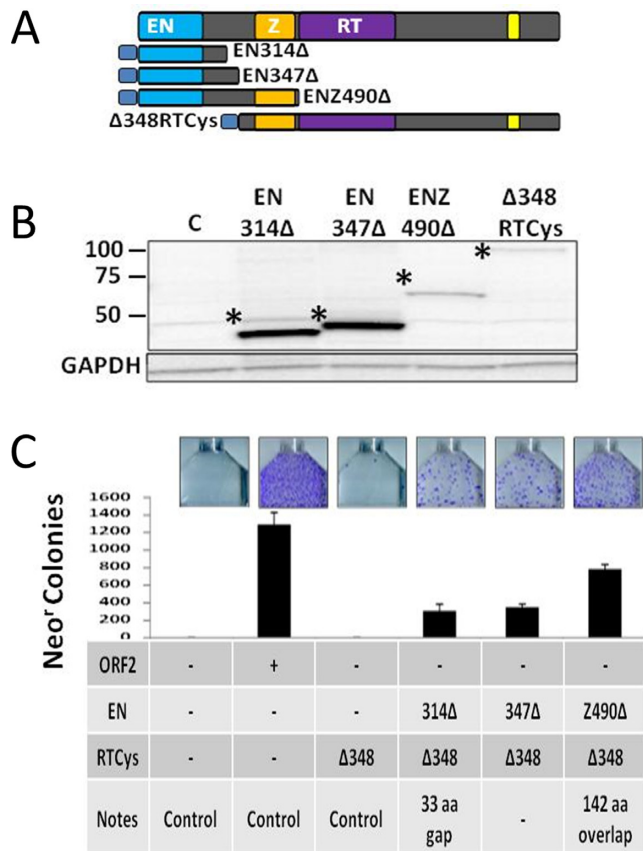 A
EN Z RT
EN314Δ
EN347Δ
ENZ490Δ
Δ348RTCys
B
C EN 314Δ EN 347Δ ENZ 490Δ Δ348 RTCys
100
75
50
* * * *
GAPDH
C
Neoʳ Colonies
1600
1400
1200
1000
800
600
400
200
0
ORF2 - + - - - -
EN - - - 314Δ 347Δ Z490Δ
RTCys - - Δ348 Δ348 Δ348 Δ348
Notes Control Control Control 33 aa gap - 142 aa overlap